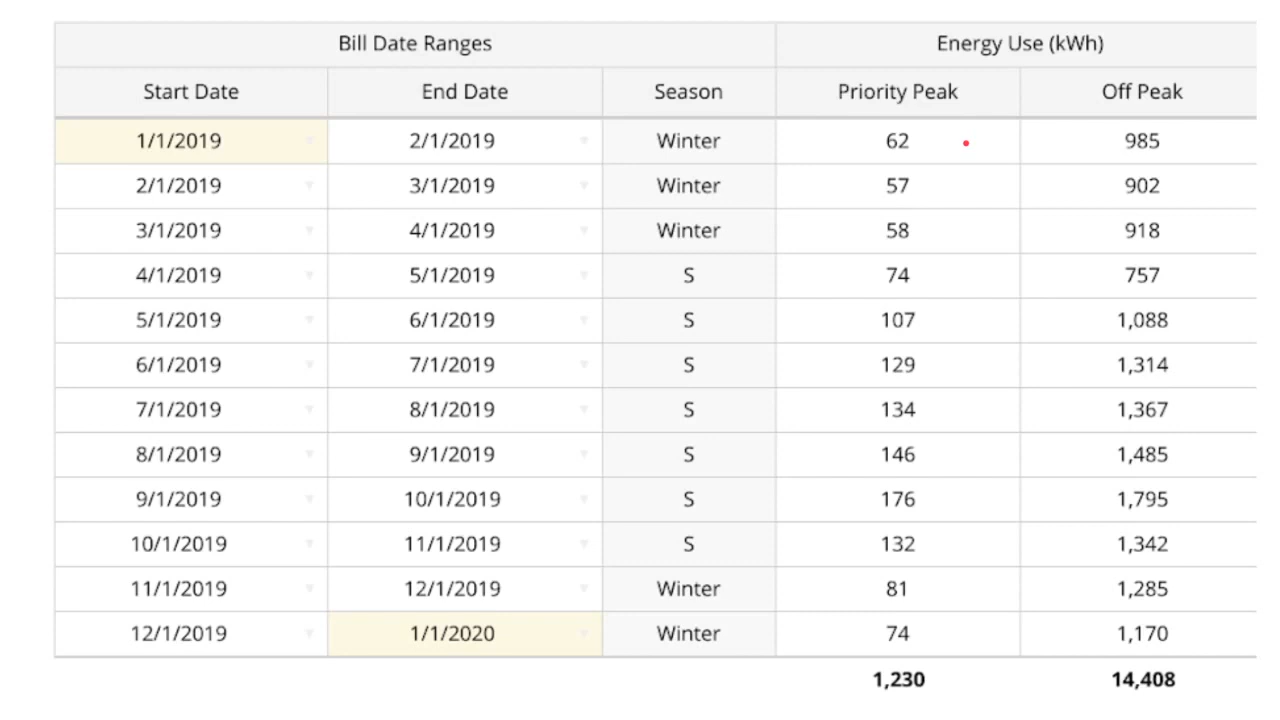 Bill Date Ranges Energy Use (kWh)
Start Date End Date Season Priority Peak Off Peak
1/1/2019 2/1/2019 Winter 62 985
2/1/2019 3/1/2019 Winter 57 902
3/1/2019 4/1/2019 Winter 58 918
4/1/2019 5/1/2019 S 74 757
5/1/2019 6/1/2019 S 107 1,088
6/1/2019 7/1/2019 S 129 1,314
7/1/2019 8/1/2019 S 134 1,367
8/1/2019 9/1/2019 S 146 1,485
9/1/2019 10/1/2019 S 176 1,795
10/1/2019 11/1/2019 S 132 1,342
11/1/2019 12/1/2019 Winter 81 1,285
12/1/2019 1/1/2020 Winter 74 1,170
1,230 14,408